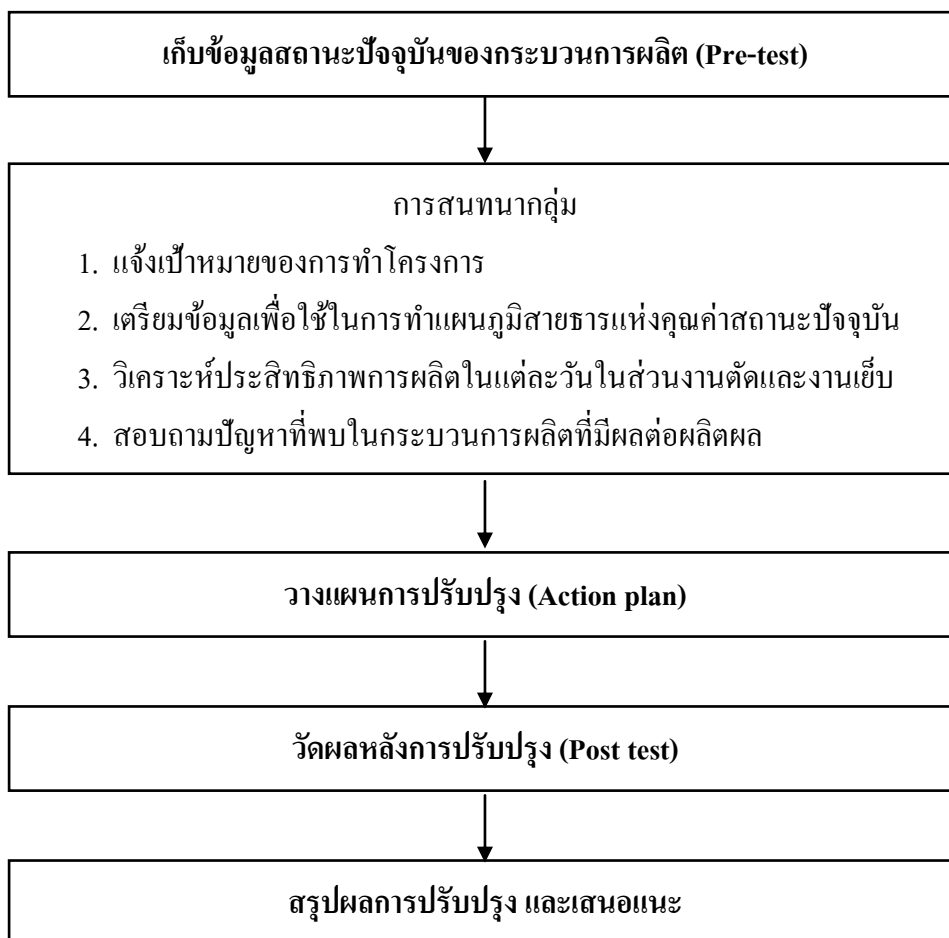 เก็บข้อมูลสถานะปัจจุบันของกระบวนการผลิต (Pre-test)
การสนทนากลุ่ม
1. แจ้งเป้าหมายของการทำโครงการ
2. เตรียมข้อมูลเพื่อใช้ในการทำแผนภูมิสายธารแห่งคุณค่าสถานะปัจจุบัน
3. วิเคราะห์ประสิทธิภาพการผลิตในแต่ละวันในส่วนงานตัดและงานเย็บ
4. สอบถามปัญหาที่พบในกระบวนการผลิตที่มีผลต่อผลิตผล
วางแผนการปรับปรุง (Action plan)
วัดผลหลังการปรับปรุง (Post test)
สรุปผลการปรับปรุง และเสนอแนะ